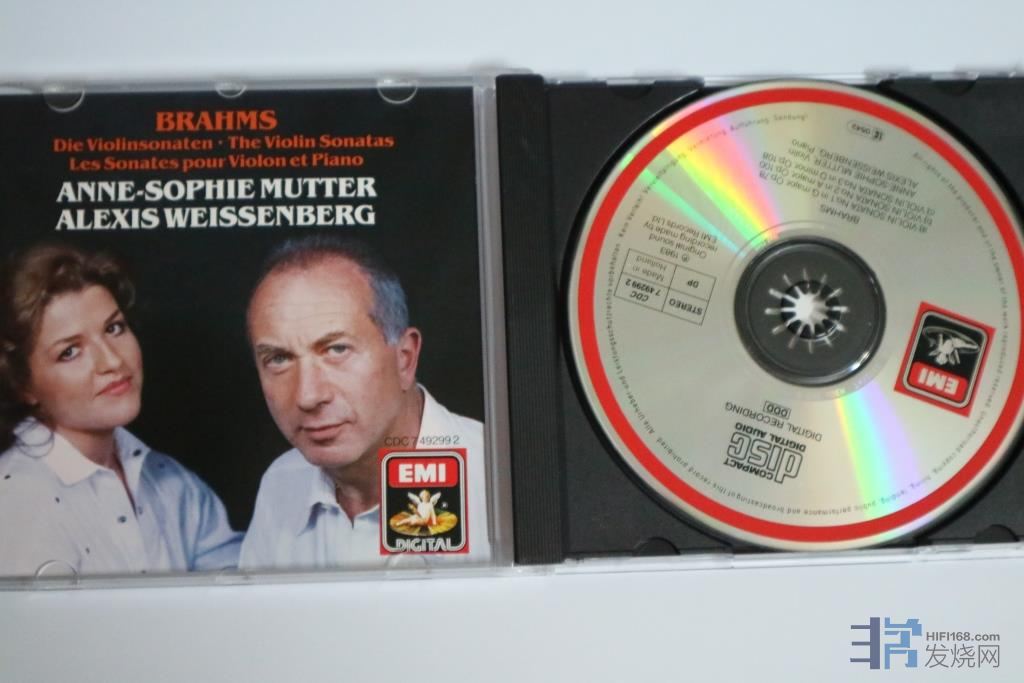 BRAHMS
Die Violinsonaten · The Violin Sonatas
Les Sonates pour Violon et Piano
ANNE-SOPHIE MUTTER
ALEXIS WEISSENBERG
CDC 7 49299 2
EMI
DIGITAL
BRAHMS
a) VIOLIN SONATA No.1 in G major, Op.78
b) VIOLIN SONATA No.2 in A major, Op.100
c) VIOLIN SONATA No.3 in D minor, Op.108
ANNE-SOPHIE MUTTER, Violin
ALEXIS WEISSENBERG, Piano
℗ 1983
Original sound
recording made by
EMI Records Ltd
STEREO
CDC
7 49299 2
DP
Made in
Holland
EMI
COMPACT
disc
DIGITAL AUDIO
DIGITAL RECORDING
DDD
HIFI168.com
发烧网